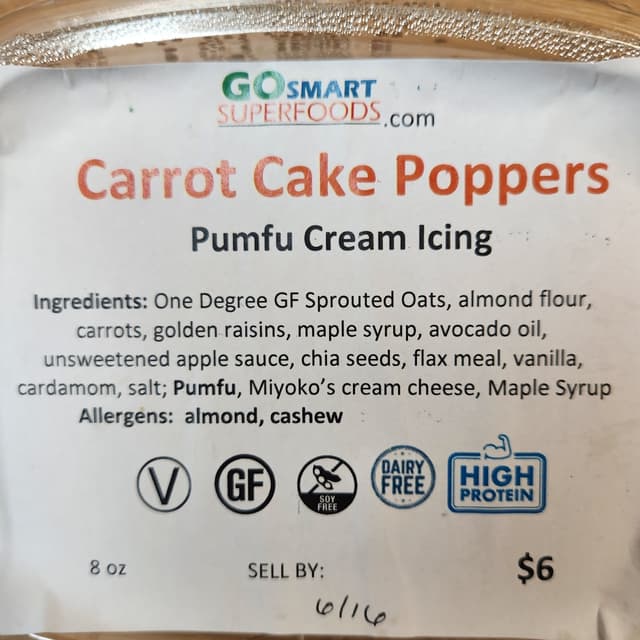 GO SMART
SUPERFOODS.com
Carrot Cake Poppers
Pumfu Cream Icing
Ingredients: One Degree GF Sprouted Oats, almond flour,
carrots, golden raisins, maple syrup, avocado oil,
unsweetened apple sauce, chia seeds, flax meal, vanilla,
cardamom, salt; Pumfu, Miyoko's cream cheese, Maple Syrup
Allergens: almond, cashew
V
GF
SOY
FREE
DAIRY
FREE
HIGH
PROTEIN
8 oz
SELL BY:
$6
6/16